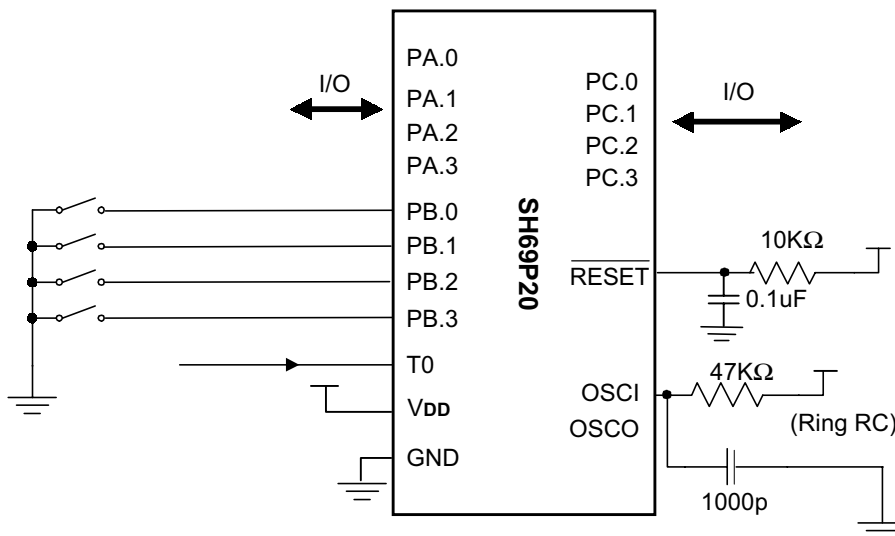 PA.0
I/O
PA.1
PA.2
PA.3
PB.0
PB.1
PB.2
PB.3
T0
VDD
GND
SH69P20
PC.0
PC.1
PC.2
PC.3
I/O
RESET
10KΩ
0.1uF
OSCI
OSCO
47KΩ
(Ring RC)
1000p